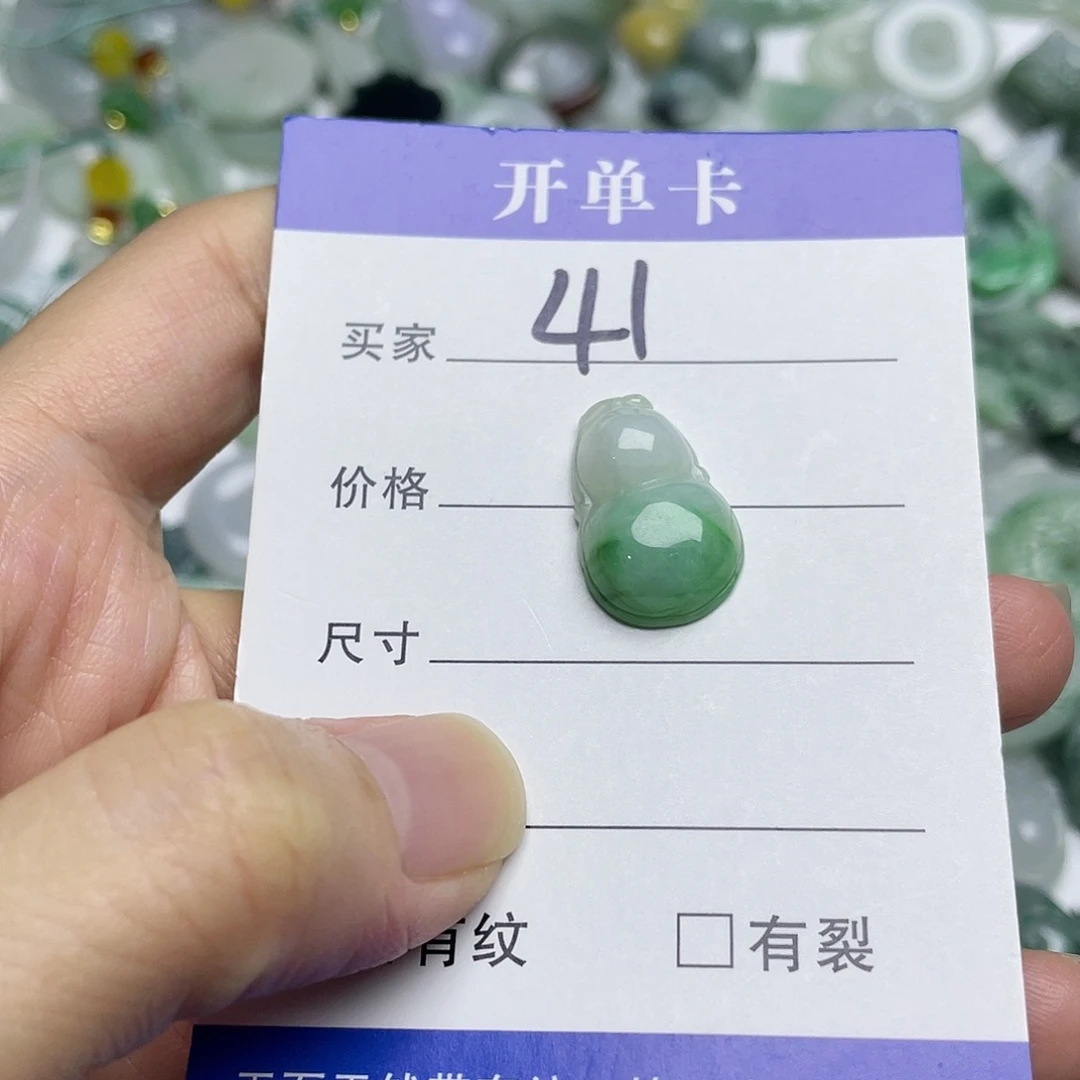 开单卡
买家 41
价格
尺寸
有纹 有裂